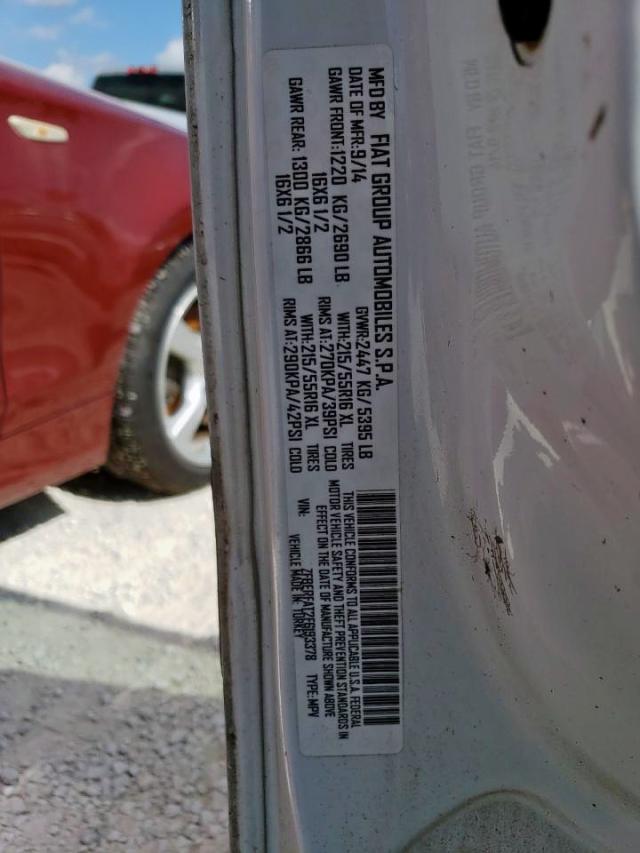 MFD BY FIAT GROUP AUTOMOBILES S.P.A.
DATE OF MFR:9/14 GVWR:2447 KG/5395 LB
GAWR FRONT:1220 KG/2690 LB WITH:215/55R16 XL TIRES
16X6 1/2 RIMS AT:270KPA/39PSI COLD
GAWR REAR: 1300 KG/2866 LB WITH:215/55R16 XL TIRES
16X6 1/2 RIMS AT:290KPA/42PSI COLD
THIS VEHICLE CONFORMS TO ALL APPLICABLE U.S.A. FEDERAL
MOTOR VEHICLE SAFETY AND THEFT PREVENTION STANDARDS IN
EFFECT ON THE DATE OF MANUFACTURE SHOWN ABOVE
VIN: TYPE:MPV
VEHICLE MADE IN TURKEY